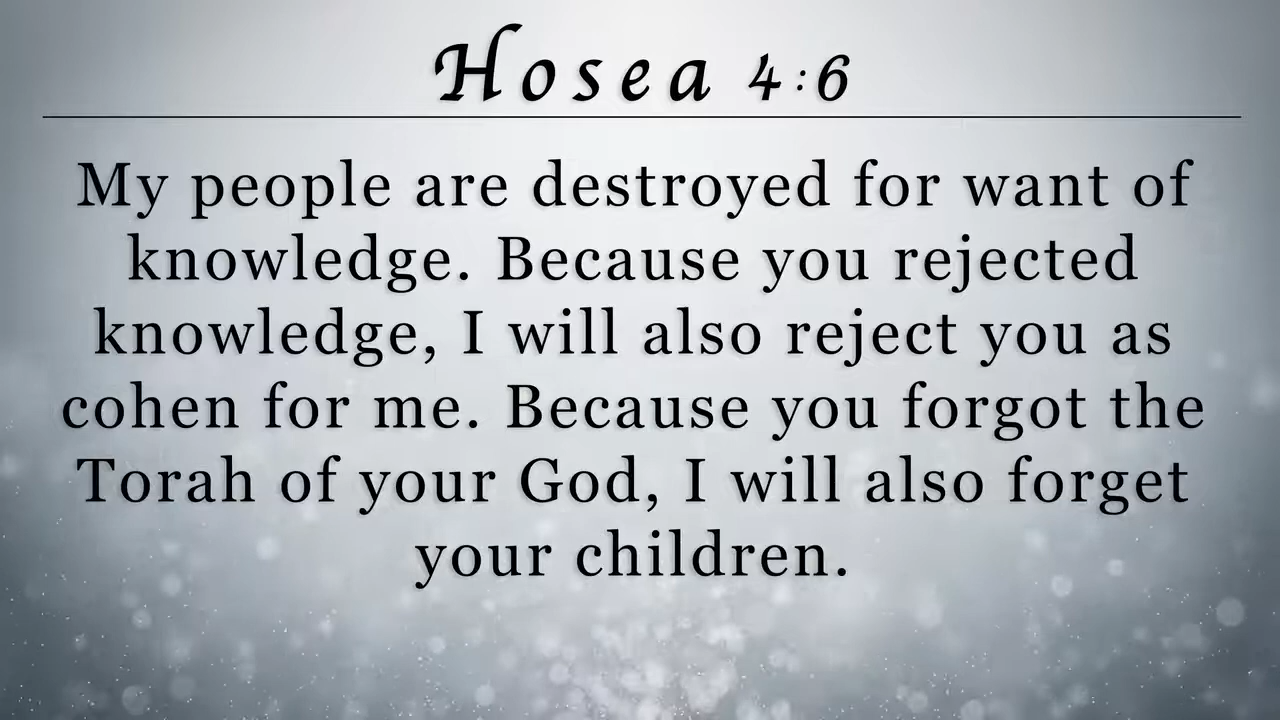 Hosea 4:6
My people are destroyed for want of
knowledge. Because you rejected
knowledge, I will also reject you as
cohen for me. Because you forgot the
Torah of your God, I will also forget
your children.